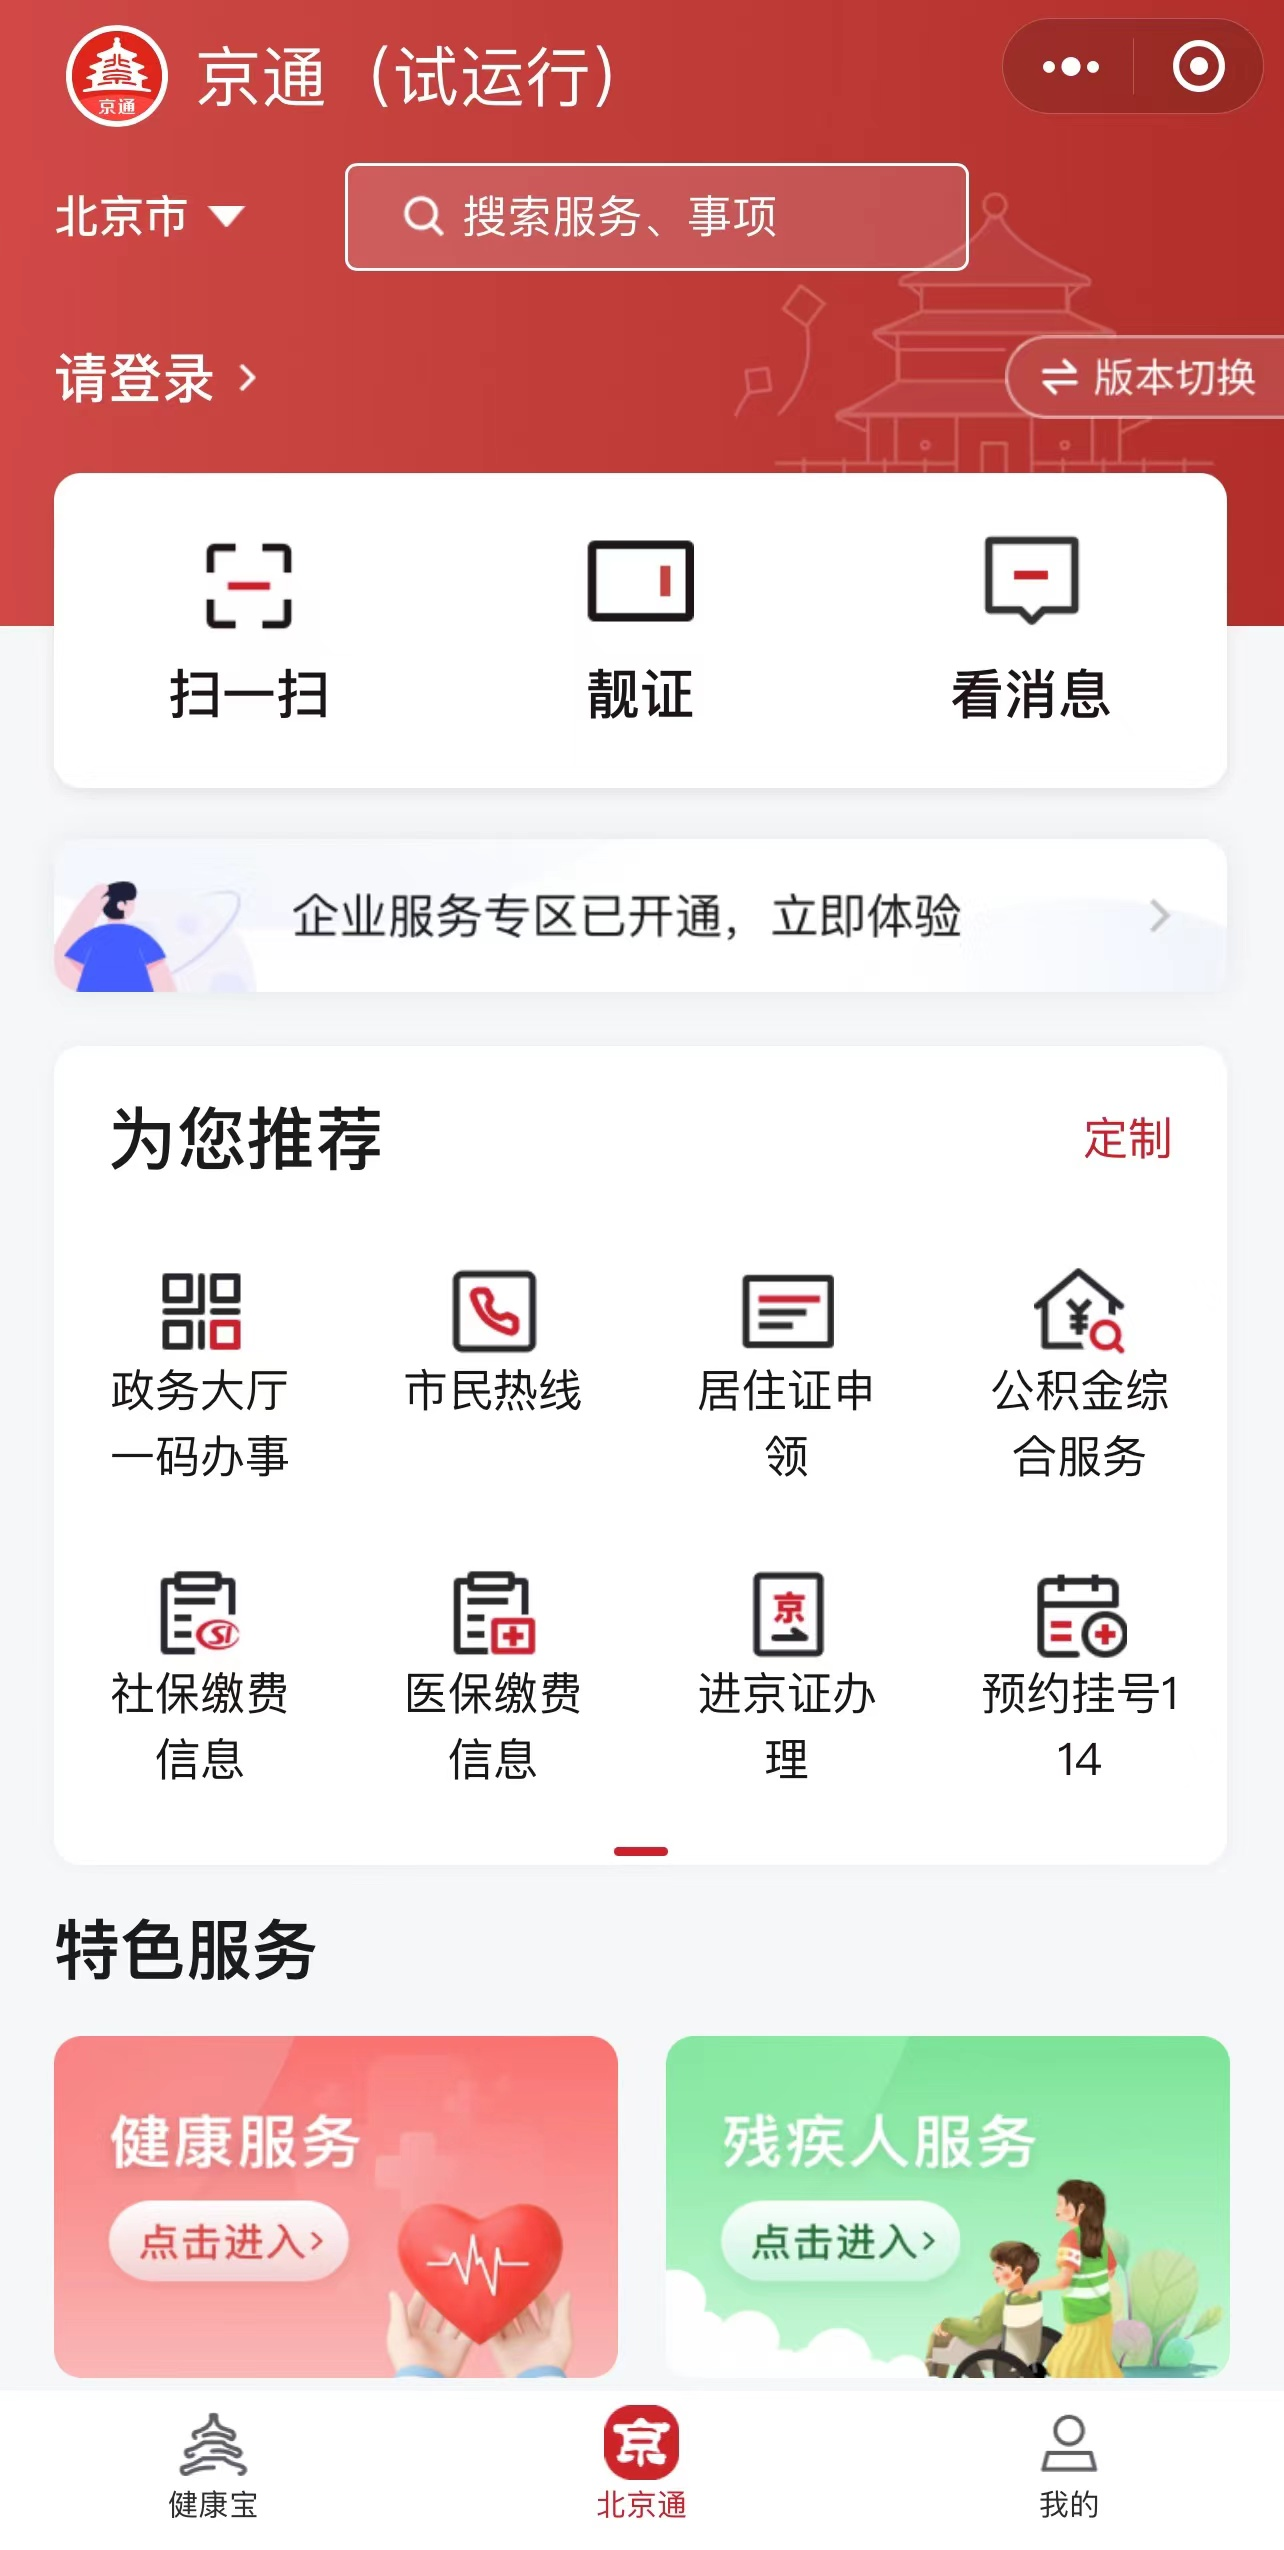 京通
京通（试运行）
北京市
搜索服务、事项
请登录
版本切换
扫一扫
靓证
看消息
企业服务专区已开通，立即体验
为您推荐
定制
政务大厅
一码办事
市民热线
居住证申
领
公积金综
合服务
社保缴费
信息
医保缴费
信息
京
进京证办
理
预约挂号1
14
特色服务
健康服务
点击进入>
残疾人服务
点击进入>
健康宝
京
北京通
我的